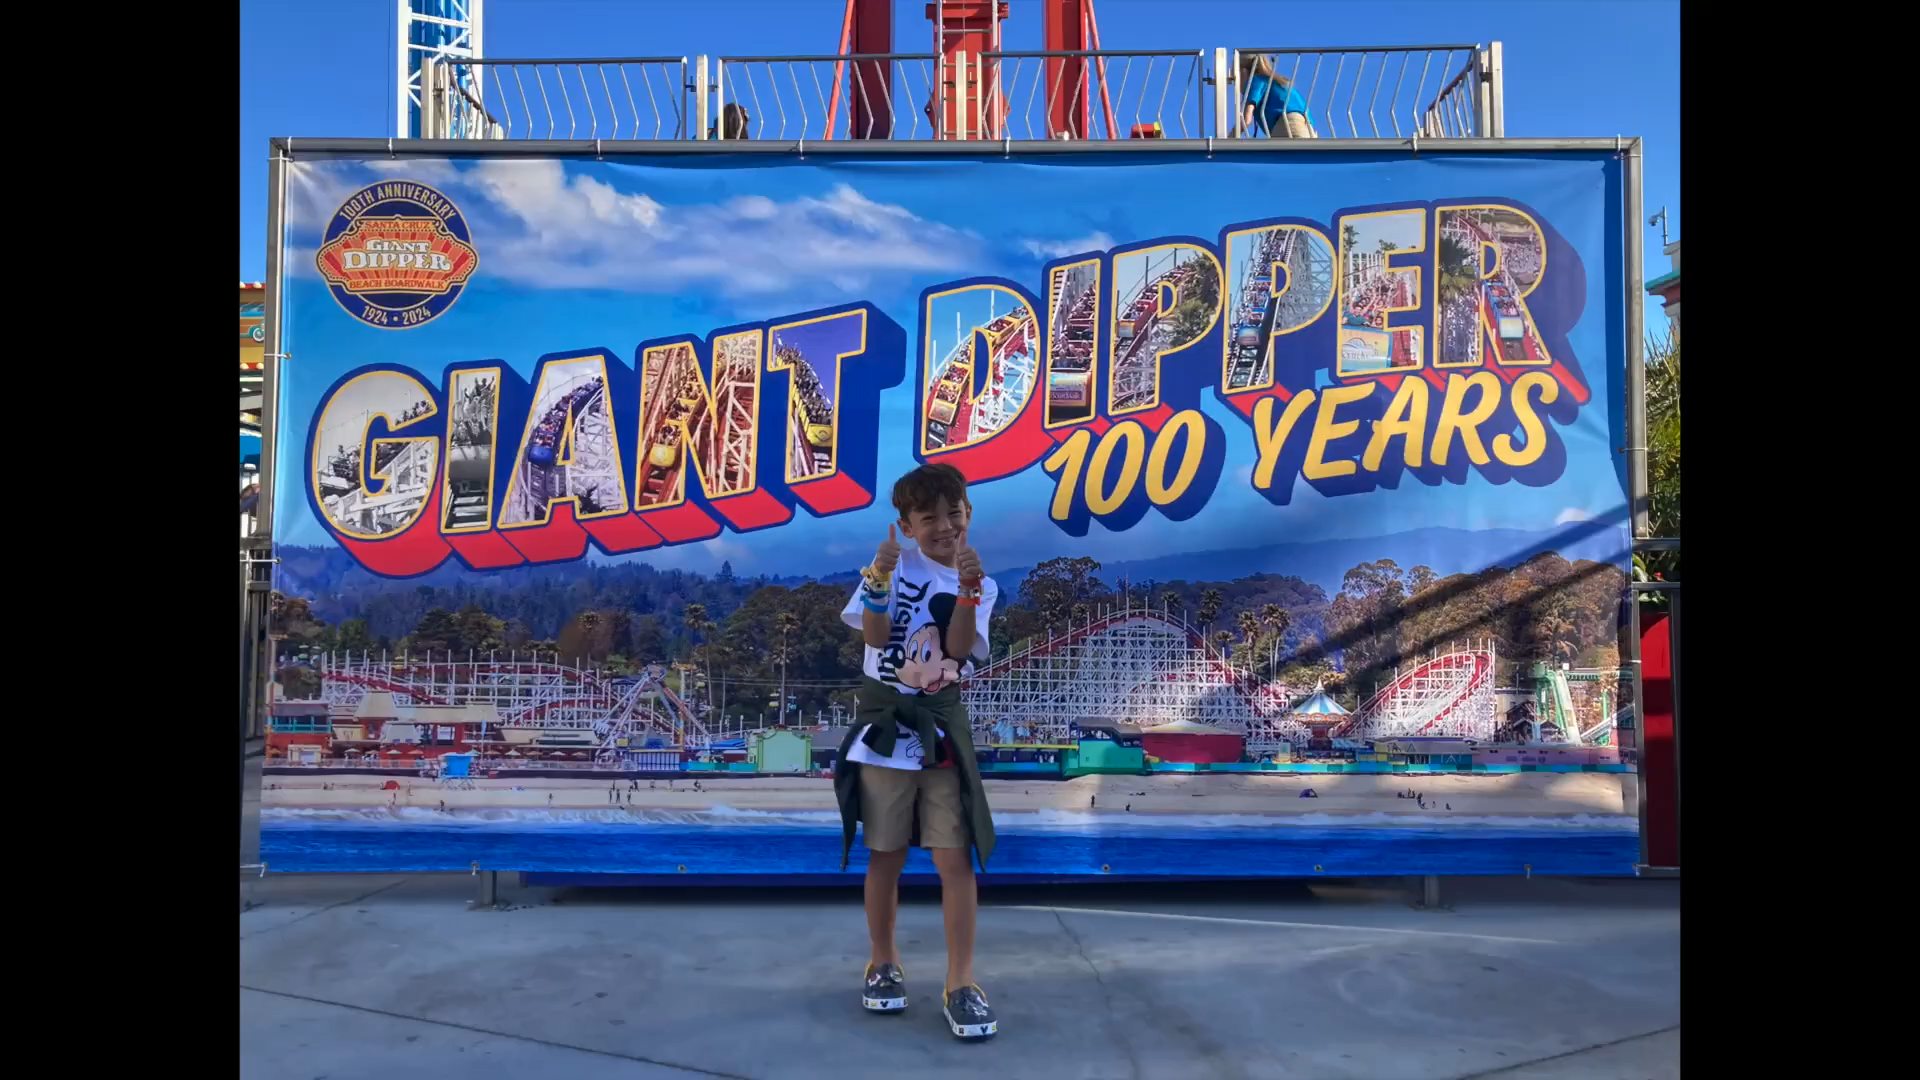 100TH ANNIVERSARY
SANTA CRUZ
GIANT
DIPPER
BEACH BOARDWALK
1924 • 2024
GIANT DIPPER
100 YEARS
Disney